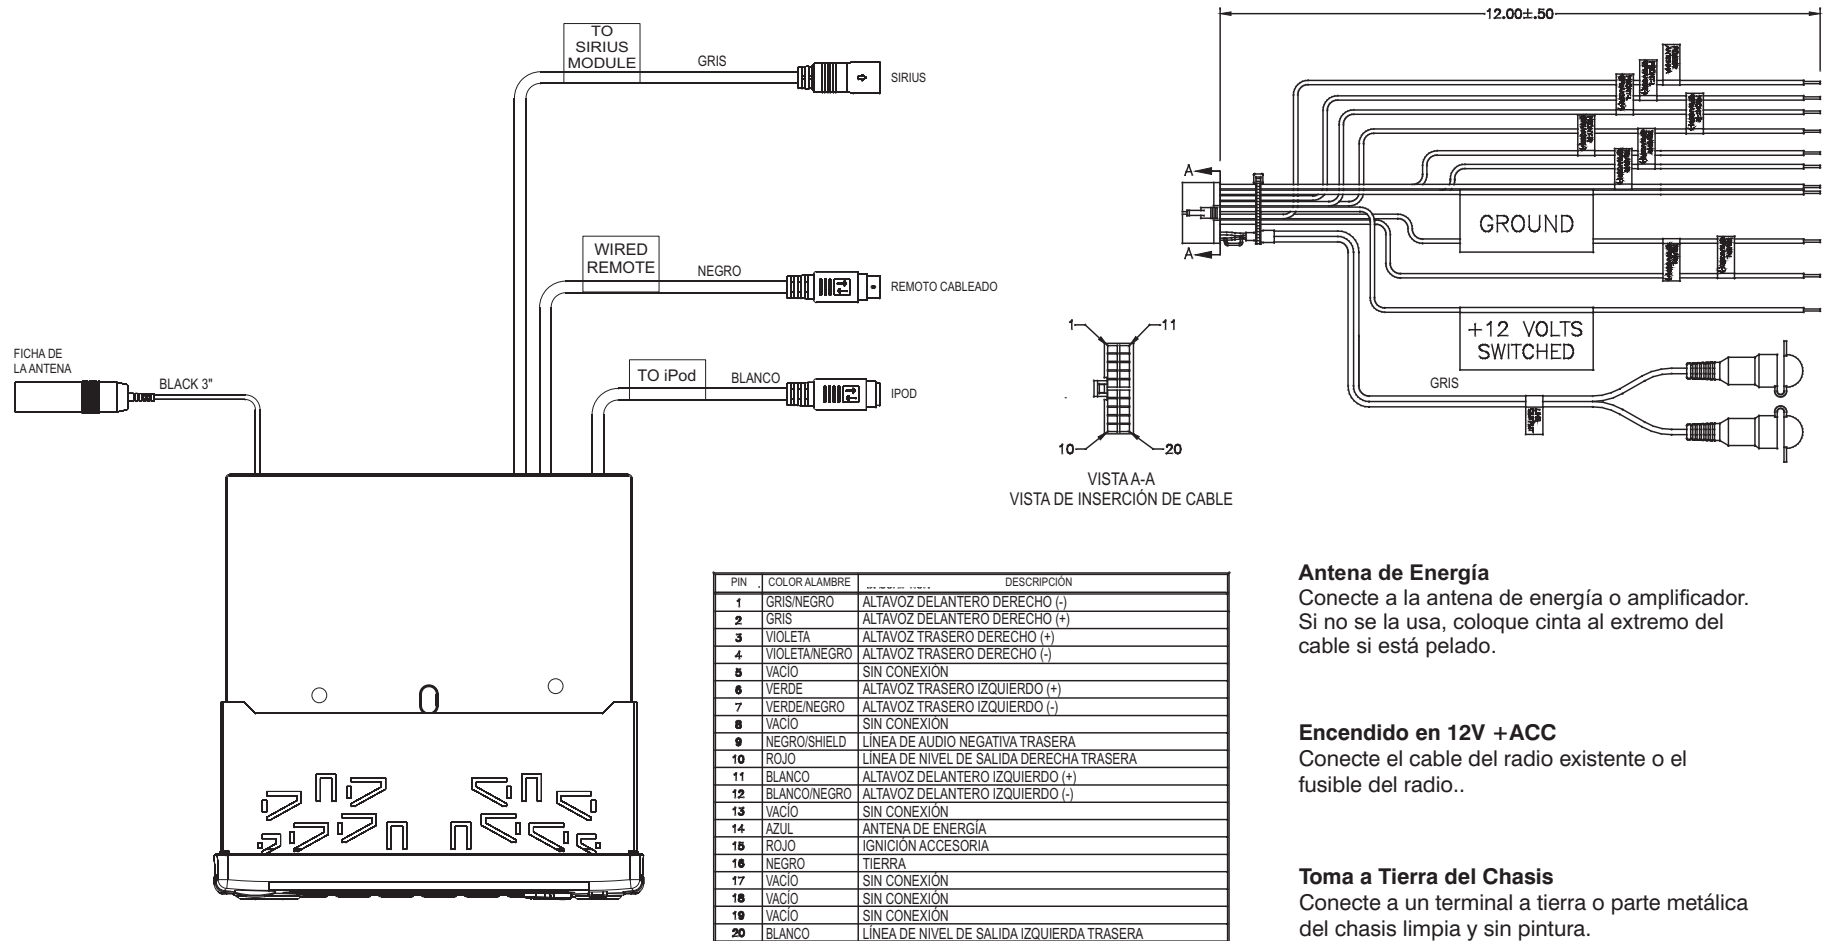 TO
SIRIUS
MODULE
GRIS
SIRIUS
WIRED
REMOTE
NEGRO
REMOTO CABLEADO
TO iPod
BLANCO
IPOD
FICHA DE
LA ANTENA
BLACK 3"
12.00±.50
A
A
GROUND
+12 VOLTS
SWITCHED
GRIS
1
11
10
20
VISTA A-A
VISTA DE INSERCIÓN DE CABLE
PIN COLOR ALAMBRE DESCRIPCIÓN
1 GRIS/NEGRO ALTAVOZ DELANTERO DERECHO (-)
2 GRIS ALTAVOZ DELANTERO DERECHO (+)
3 VIOLETA ALTAVOZ TRASERO DERECHO (+)
4 VIOLETA/NEGRO ALTAVOZ TRASERO DERECHO (-)
5 VACÍO SIN CONEXIÓN
6 VERDE ALTAVOZ TRASERO IZQUIERDO (+)
7 VERDE/NEGRO ALTAVOZ TRASERO IZQUIERDO (-)
8 VACÍO SIN CONEXIÓN
9 NEGRO/SHIELD LÍNEA DE AUDIO NEGATIVA TRASERA
10 ROJO LÍNEA DE NIVEL DE SALIDA DERECHA TRASERA
11 BLANCO ALTAVOZ DELANTERO IZQUIERDO (+)
12 BLANCO/NEGRO ALTAVOZ DELANTERO IZQUIERDO (-)
13 VACÍO SIN CONEXIÓN
14 AZUL ANTENA DE ENERGÍA
15 ROJO IGNICIÓN ACCESORIA
16 NEGRO TIERRA
17 VACÍO SIN CONEXIÓN
18 VACÍO SIN CONEXIÓN
19 VACÍO SIN CONEXIÓN
20 BLANCO LÍNEA DE NIVEL DE SALIDA IZQUIERDA TRASERA
Antena de Energía
Conecte a la antena de energía o amplificador.
Si no se la usa, coloque cinta al extremo del
cable si está pelado.
Encendido en 12V +ACC
Conecte el cable del radio existente o el
fusible del radio..
Toma a Tierra del Chasis
Conecte a un terminal a tierra o parte metálica
del chasis limpia y sin pintura.